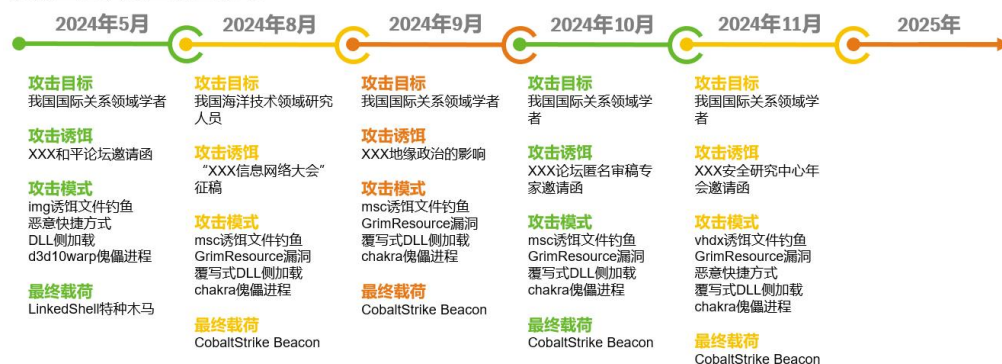 2024年5月
2024年8月
2024年9月
2024年10月
2024年11月
2025年
攻击目标
我国国际关系领域学者
攻击诱饵
XXX和平论坛邀请函
攻击模式
img诱饵文件钓鱼
恶意快捷方式
DLL侧加载
d3d10warp傀儡进程
最终载荷
LinkedShell特种木马
攻击目标
我国海洋技术领域研究
人员
攻击诱饵
“XXX信息网络大会”
征稿
攻击模式
msc诱饵文件钓鱼
GrimResource漏洞
覆写式DLL侧加载
chakra傀儡进程
最终载荷
CobaltStrike Beacon
攻击目标
我国国际关系领域学者
攻击诱饵
XXX地缘政治的影响
攻击模式
msc诱饵文件钓鱼
GrimResource漏洞
覆写式DLL侧加载
chakra傀儡进程
最终载荷
CobaltStrike Beacon
攻击目标
我国国际关系领域学
者
攻击诱饵
XXX论坛匿名审稿专
家邀请函
攻击模式
msc诱饵文件钓鱼
GrimResource漏洞
覆写式DLL侧加载
chakra傀儡进程
最终载荷
CobaltStrike Beacon
攻击目标
我国国际关系领域学
者
攻击诱饵
XXX安全研究中心年
会邀请函
攻击模式
vhdx诱饵文件钓鱼
GrimResource漏洞
恶意快捷方式
覆写式DLL侧加载
chakra傀儡进程
最终载荷
CobaltStrike Beacon